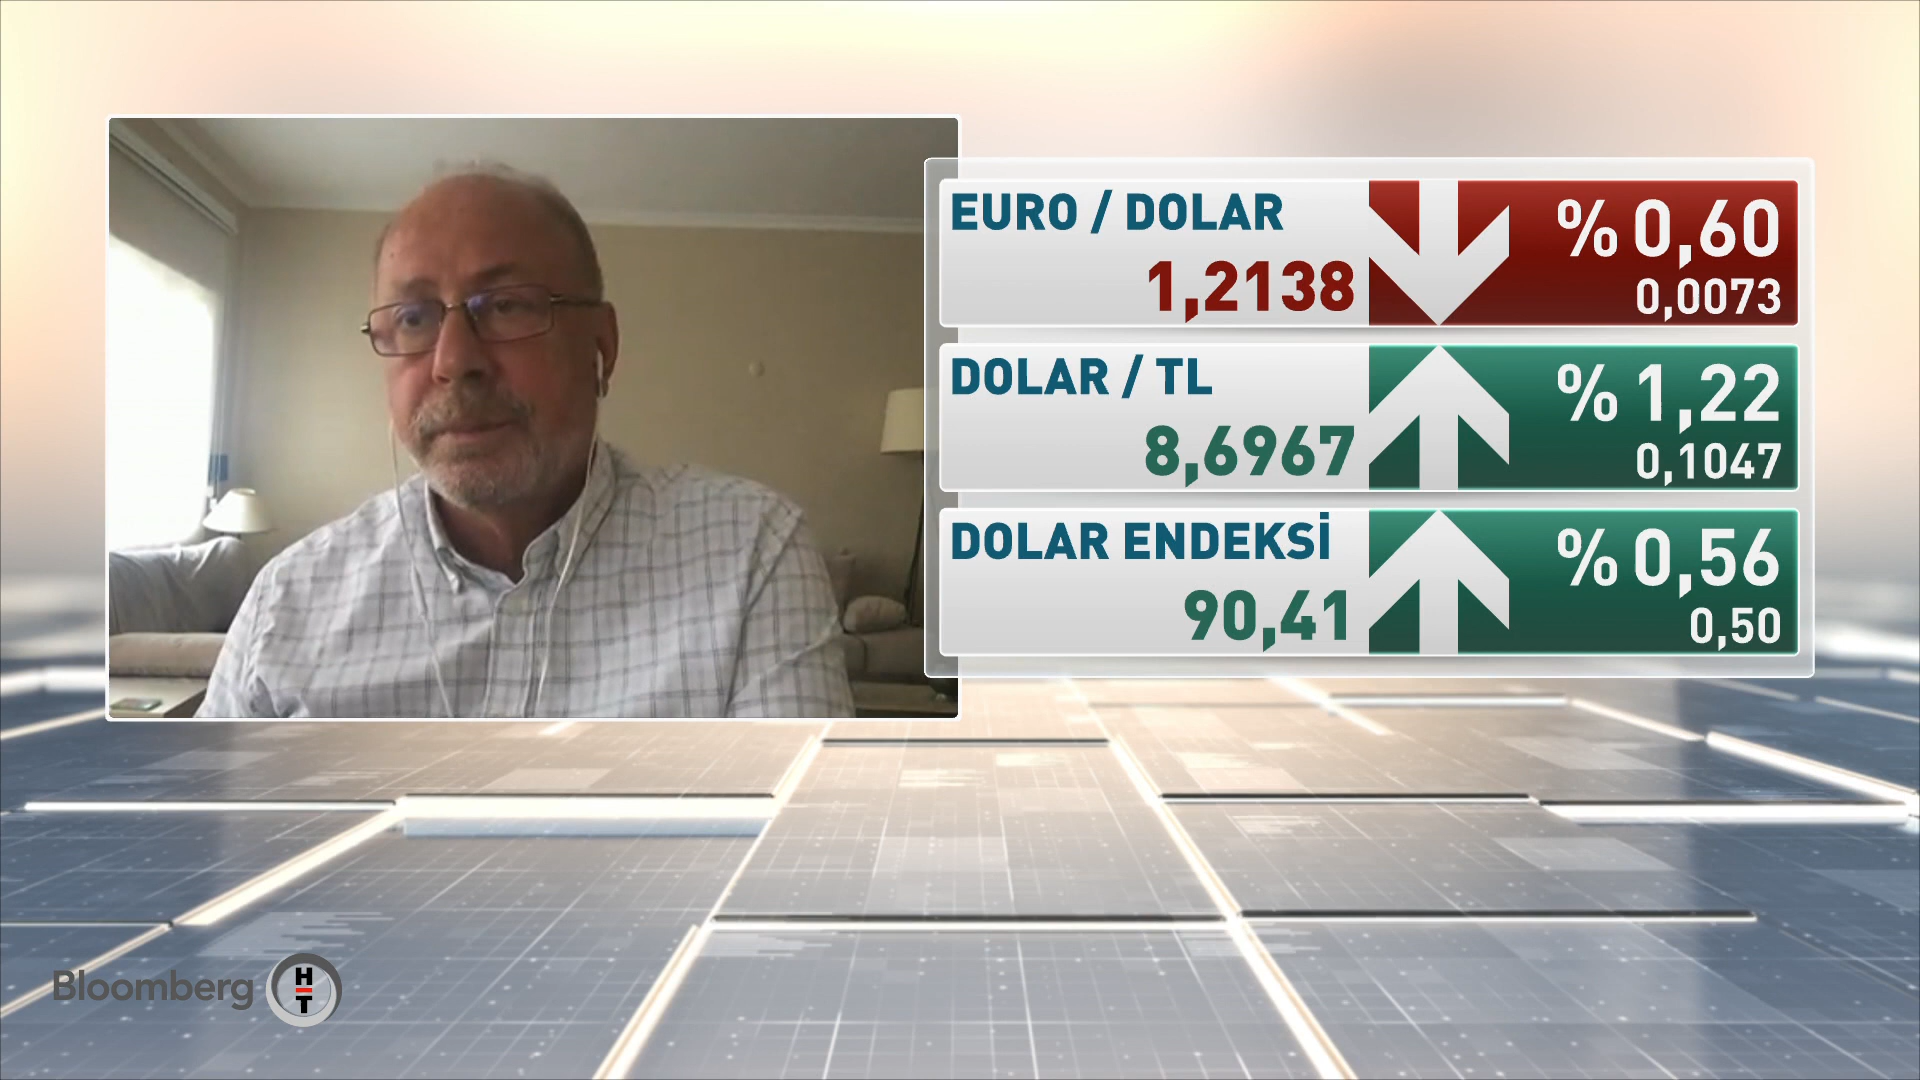 EURO / DOLAR
1,2138
% 0,60
0,0073
DOLAR / TL
8,6967
% 1,22
0,1047
DOLAR ENDEKSİ
90,41
% 0,56
0,50
Bloomberg HT